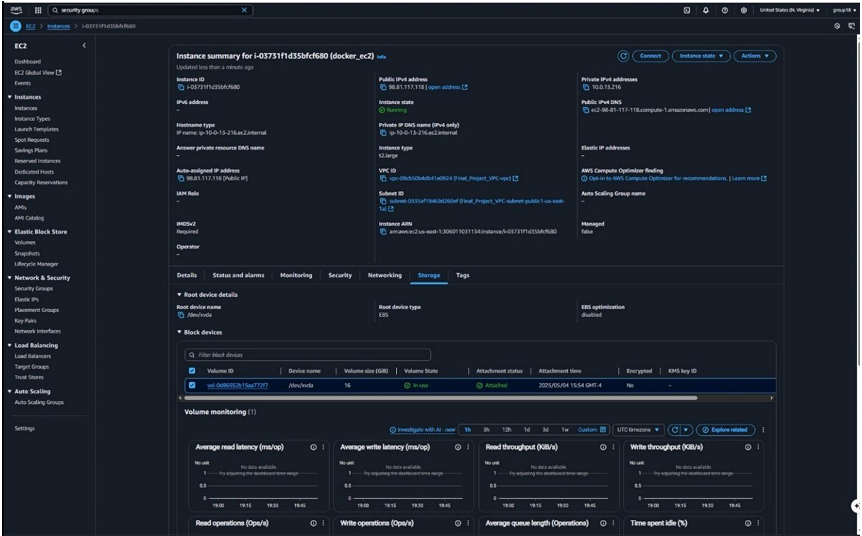 aws
security groups
United States (N. Virginia)
group18
EC2 > Instances > i-03731f1d35bfcf680
EC2
Dashboard
EC2 Global View
Events
Instances
Instances
Instance Types
Launch Templates
Spot Requests
Savings Plans
Reserved Instances
Dedicated Hosts
Capacity Reservations
Images
AMIs
AMI Catalog
Elastic Block Store
Volumes
Snapshots
Lifecycle Manager
Network & Security
Security Groups
Elastic IPs
Placement Groups
Key Pairs
Network Interfaces
Load Balancing
Load Balancers
Target Groups
Trust Stores
Auto Scaling
Auto Scaling Groups
Settings
Instance summary for i-03731f1d35bfcf680 (docker_ec2) Info
Updated less than a minute ago
Connect
Instance state
Actions
Instance ID
i-03731f1d35bfcf680
Public IPv4 address
98.81.117.118 | open address
Private IPv4 addresses
10.0.15.216
IPv6 address
–
Instance state
Running
Public IPv4 DNS
ec2-98-81-117-118.compute-1.amazonaws.com | open address
Hostname type
IP name: ip-10-0-13-216.ec2.internal
Private IP DNS name (IPv4 only)
ip-10-0-13-216.ec2.internal
Answer private resource DNS name
–
Instance type
t2.large
Elastic IP addresses
–
Auto-assigned IP address
98.81.117.118 [Public IP]
VPC ID
(Final_Project_VPC-vpc)
AWS Compute Optimizer finding
Opt-in to AWS Compute Optimizer for recommendations. | Learn more
IAM Role
–
Subnet ID
(Final_Project_VPC-subnet-public1-us-east-
1a)
Auto Scaling Group name
–
IMDSv2
Required
Instance ARN
arn:aws:ec2:us-east-1:306011031134:instance/i-03731f1d35bfcf680
Managed
false
Operator
–
Details
Status and alarms
Monitoring
Security
Networking
Storage
Tags
Root device details
Root device name
/dev/xvda
Root device type
EBS
EBS optimization
disabled
Block devices
Filter block devices
Volume ID
Device name
Volume size (GiB)
Volume State
Attachment status
Attachment time
Encrypted
KMS key ID
vol-0d86552b15aa772f7
/dev/xvda
16
In-use
Attached
2025/05/04 15:54 GMT-4
No
–
Volume monitoring (1)
Investigate with AI - new
1h
3h
12h
1d
3d
1w
Custom
UTC timezone
Explore related
Average read latency (ms/op)
No unit
1
0.5
0
No data available.
Try adjusting the dashboard time range.
19:00 19:15 19:30 19:45
Average write latency (ms/op)
No unit
1
0.5
0
No data available.
Try adjusting the dashboard time range.
19:00 19:15 19:30 19:45
Read throughput (KiB/s)
No unit
1
0.5
0
No data available.
Try adjusting the dashboard time range.
19:00 19:15 19:30 19:45
Write throughput (KiB/s)
No unit
1
0.5
0
No data available.
Try adjusting the dashboard time range.
19:00 19:15 19:30 19:45
Read operations (Ops/s)
Write operations (Ops/s)
Average queue length (Operations)
Time spent idle (%)